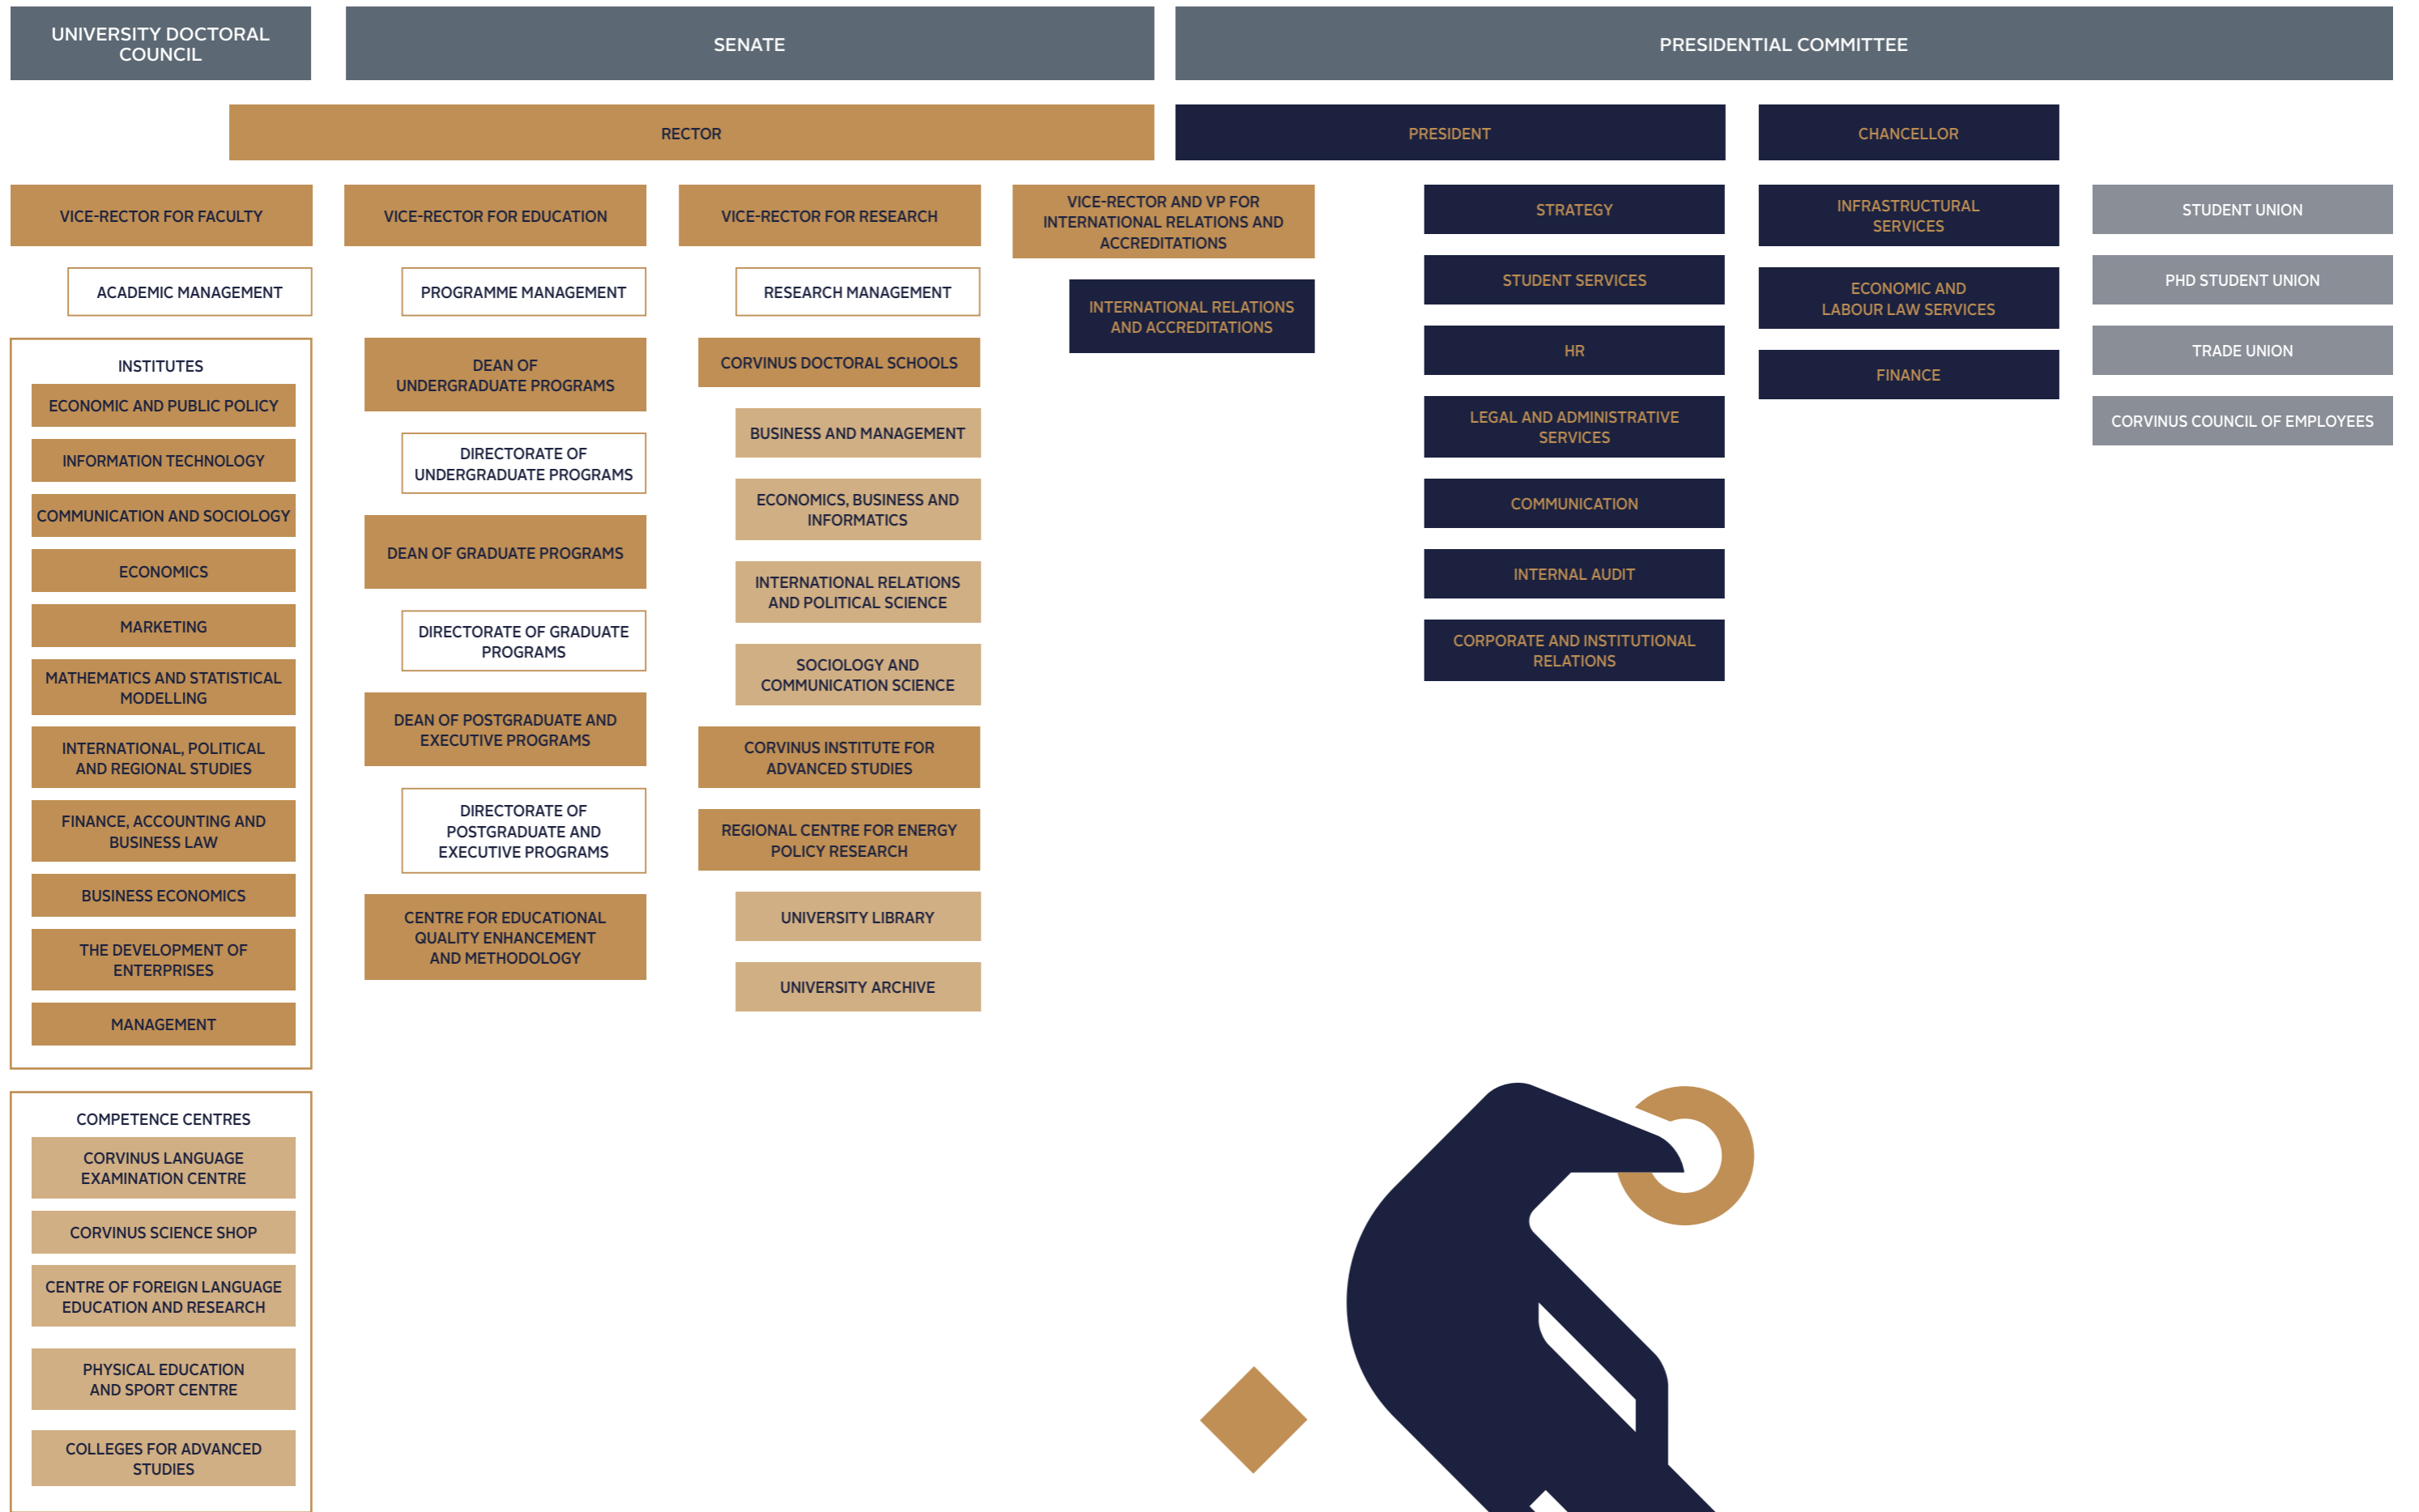 UNIVERSITY DOCTORAL
COUNCIL
SENATE
PRESIDENTIAL COMMITTEE
RECTOR
PRESIDENT
CHANCELLOR
VICE-RECTOR FOR FACULTY
ACADEMIC MANAGEMENT
INSTITUTES
ECONOMIC AND PUBLIC POLICY
INFORMATION TECHNOLOGY
COMMUNICATION AND SOCIOLOGY
ECONOMICS
MARKETING
MATHEMATICS AND STATISTICAL
MODELLING
INTERNATIONAL, POLITICAL
AND REGIONAL STUDIES
FINANCE, ACCOUNTING AND
BUSINESS LAW
BUSINESS ECONOMICS
THE DEVELOPMENT OF
ENTERPRISES
MANAGEMENT
COMPETENCE CENTRES
CORVINUS LANGUAGE
EXAMINATION CENTRE
CORVINUS SCIENCE SHOP
CENTRE OF FOREIGN LANGUAGE
EDUCATION AND RESEARCH
PHYSICAL EDUCATION
AND SPORT CENTRE
COLLEGES FOR ADVANCED
STUDIES
VICE-RECTOR FOR EDUCATION
PROGRAMME MANAGEMENT
DEAN OF
UNDERGRADUATE PROGRAMS
DIRECTORATE OF
UNDERGRADUATE PROGRAMS
DEAN OF GRADUATE PROGRAMS
DIRECTORATE OF GRADUATE
PROGRAMS
DEAN OF POSTGRADUATE AND
EXECUTIVE PROGRAMS
DIRECTORATE OF
POSTGRADUATE AND
EXECUTIVE PROGRAMS
CENTRE FOR EDUCATIONAL
QUALITY ENHANCEMENT
AND METHODOLOGY
VICE-RECTOR FOR RESEARCH
RESEARCH MANAGEMENT
CORVINUS DOCTORAL SCHOOLS
BUSINESS AND MANAGEMENT
ECONOMICS, BUSINESS AND
INFORMATICS
INTERNATIONAL RELATIONS
AND POLITICAL SCIENCE
SOCIOLOGY AND
COMMUNICATION SCIENCE
CORVINUS INSTITUTE FOR
ADVANCED STUDIES
REGIONAL CENTRE FOR ENERGY
POLICY RESEARCH
UNIVERSITY LIBRARY
UNIVERSITY ARCHIVE
VICE-RECTOR AND VP FOR
INTERNATIONAL RELATIONS AND
ACCREDITATIONS
INTERNATIONAL RELATIONS
AND ACCREDITATIONS
STRATEGY
STUDENT SERVICES
HR
LEGAL AND ADMINISTRATIVE
SERVICES
COMMUNICATION
INTERNAL AUDIT
CORPORATE AND INSTITUTIONAL
RELATIONS
INFRASTRUCTURAL
SERVICES
ECONOMIC AND
LABOUR LAW SERVICES
FINANCE
STUDENT UNION
PHD STUDENT UNION
TRADE UNION
CORVINUS COUNCIL OF EMPLOYEES